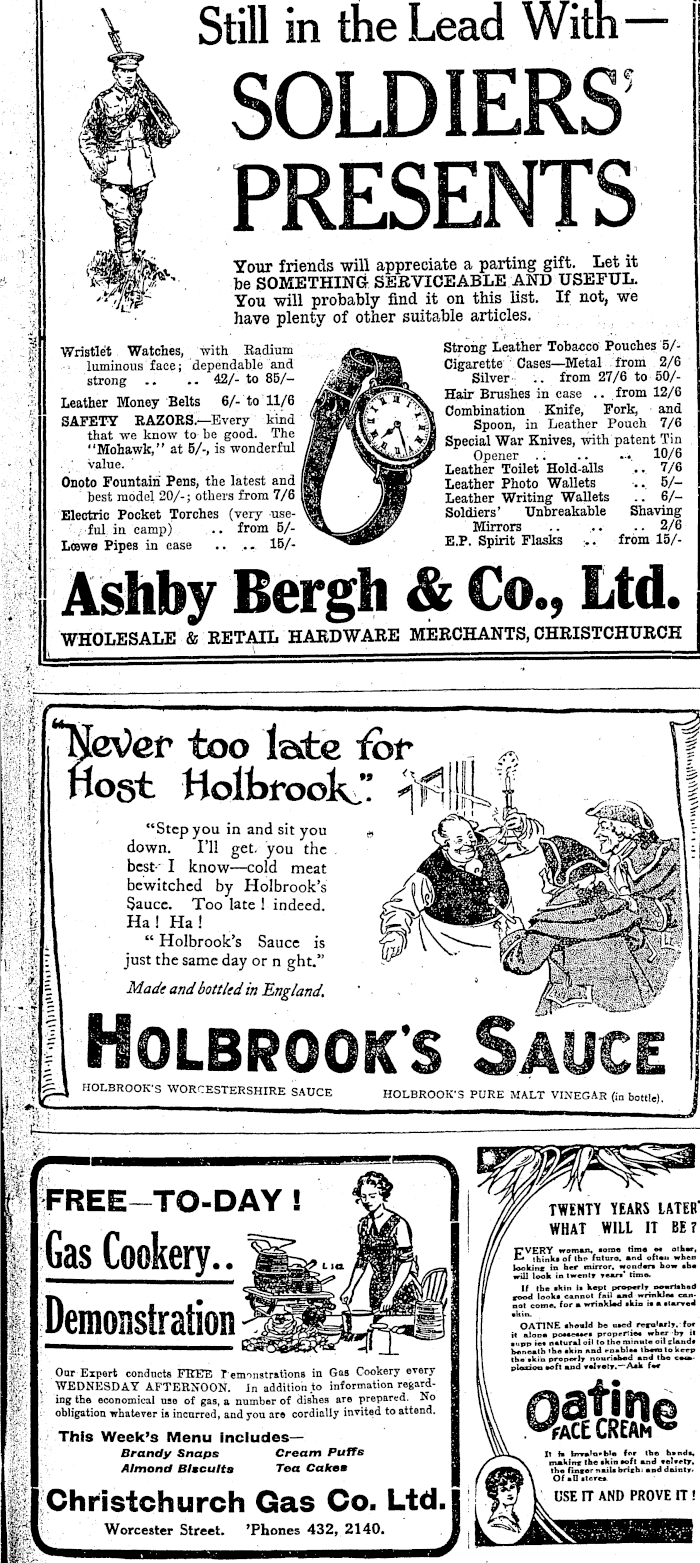 Still in the Lead With—
SOLDIERS'
PRESENTS
Your friends will appreciate a parting gift. Let it
be SOMETHING SERVICEABLE AND USEFUL.
You will probably find it on this list. If not, we
have plenty of other suitable articles.
Wristlet Watches, with Radium
luminous face; dependable and
strong .. .. 42/- to 85/-
Leather Money Belts 6/- to 11/6
SAFETY RAZORS.—Every kind
that we know to be good. The
"Mohawk," at 5/-, is wonderful
value.
Onoto Fountain Pens, the latest and
best model 20/-; others from 7/6
Electric Pocket Torches (very use-
ful in camp) .. from 5/-
Lœwe Pipes in case .. .. 15/-
Strong Leather Tobacco Pouches 5/-
Cigarette Cases—Metal from 2/6
Silver .. from 27/6 to 50/-
Hair Brushes in case .. from 12/6
Combination Knife, Fork, and
Spoon, in Leather Pouch 7/6
Special War Knives, with patent Tin
Opener .. .. .. 10/6
Leather Toilet Hold-alls .. 7/6
Leather Photo Wallets .. 5/-
Leather Writing Wallets .. 6/-
Soldiers' Unbreakable Shaving
Mirrors .. .. .. 2/6
E.P. Spirit Flasks .. from 15/-
Ashby Bergh & Co., Ltd.
WHOLESALE & RETAIL HARDWARE MERCHANTS, CHRISTCHURCH
"Never too late for
Host Holbrook."
"Step you in and sit you
down. I'll get you the
best I know—cold meat
bewitched by Holbrook's
Sauce. Too late! indeed.
Ha! Ha!
"Holbrook's Sauce is
just the same day or n ght."
Made and bottled in England.
HOLBROOK'S SAUCE
HOLBROOK'S WORCESTERSHIRE SAUCE HOLBROOK'S PURE MALT VINEGAR (in bottle).
FREE—TO-DAY!
Gas Cookery..
Demonstration
Our Expert conducts FREE Demonstrations in Gas Cookery every
WEDNESDAY AFTERNOON. In addition to information regard-
ing the economical use of gas, a number of dishes are prepared. No
obligation whatever is incurred, and you are cordially invited to attend.
This Week's Menu includes—
Brandy Snaps Cream Puffs
Almond Biscuits Tea Cakes
Christchurch Gas Co. Ltd.
Worcester Street. 'Phones 432, 2140.
TWENTY YEARS LATER
WHAT WILL IT BE?
EVERY woman, some time or other,
thinks of the future, and often when
looking in her mirror, wonders how she
will look in twenty years' time.
If the skin is kept properly nourished
good looks cannot fail and wrinkles can-
not come, for a wrinkled skin is a starved
skin.
OATINE should be used regularly, for
it alone possesses properties wher by it
supp ies natural oil to the minute oil glands
beneath the skin and enables them to keep
the skin properly nourished and the com-
plexion soft and velvety.—Ask for
Oatine
FACE CREAM
It is invaluable for the hands,
making the skin soft and velvety,
the finger nails bright and dainty.
Of all stores.
USE IT AND PROVE IT!